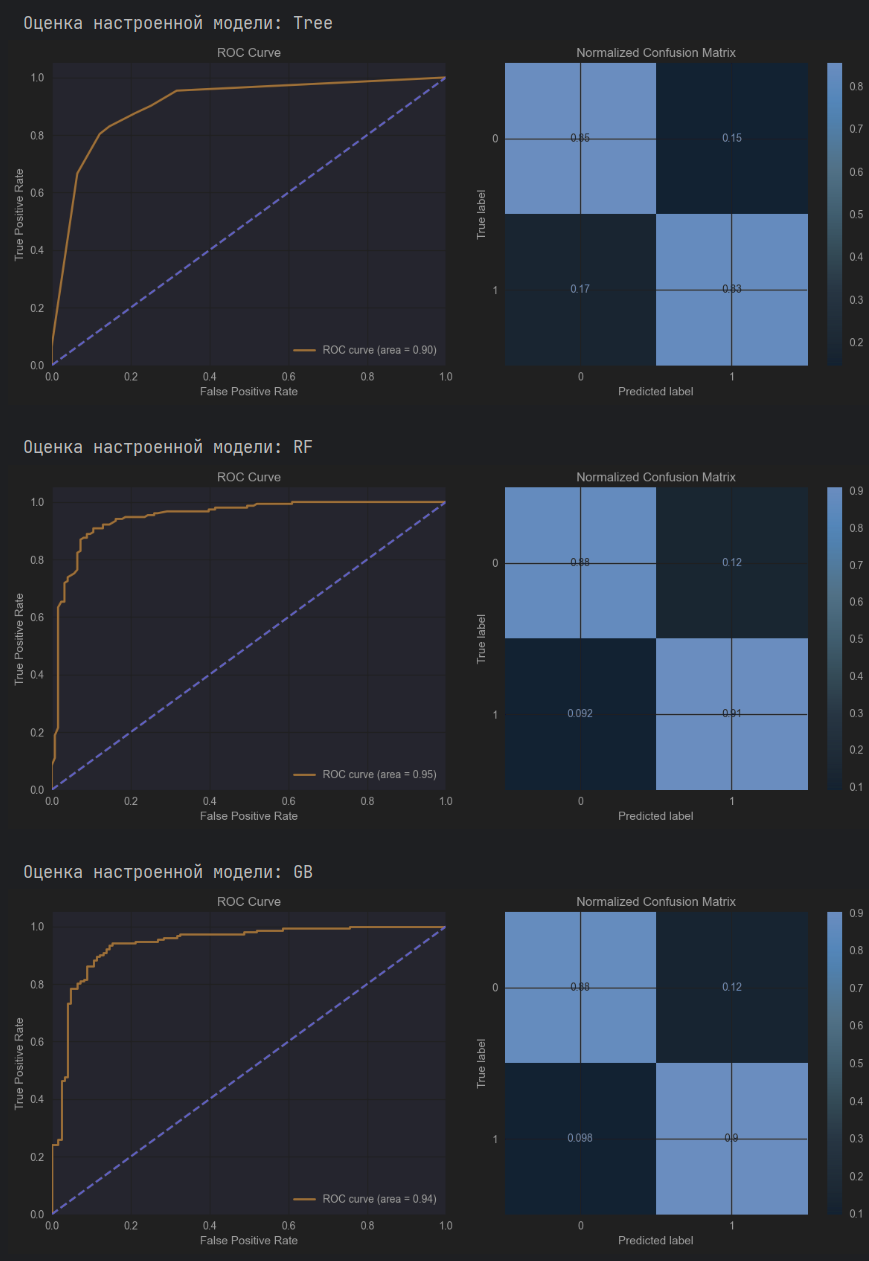 Оценка настроенной модели: Tree
ROC Curve
1.0
0.8
0.6
0.4
0.2
0.0
True Positive Rate
ROC curve (area = 0.90)
0.0 0.2 0.4 0.6 0.8 1.0
False Positive Rate
Normalized Confusion Matrix
True label
0
1
0.85 0.15
0.17 0.83
0 1
Predicted label
0.8
0.7
0.6
0.5
0.4
0.3
0.2
Оценка настроенной модели: RF
ROC Curve
1.0
0.8
0.6
0.4
0.2
0.0
True Positive Rate
ROC curve (area = 0.95)
0.0 0.2 0.4 0.6 0.8 1.0
False Positive Rate
Normalized Confusion Matrix
True label
0
1
0.88 0.12
0.092 0.91
0 1
Predicted label
0.9
0.8
0.7
0.6
0.5
0.4
0.3
0.2
0.1
Оценка настроенной модели: GB
ROC Curve
1.0
0.8
0.6
0.4
0.2
0.0
True Positive Rate
ROC curve (area = 0.94)
0.0 0.2 0.4 0.6 0.8 1.0
False Positive Rate
Normalized Confusion Matrix
True label
0
1
0.88 0.12
0.098 0.9
0 1
Predicted label
0.9
0.8
0.7
0.6
0.5
0.4
0.3
0.2
0.1